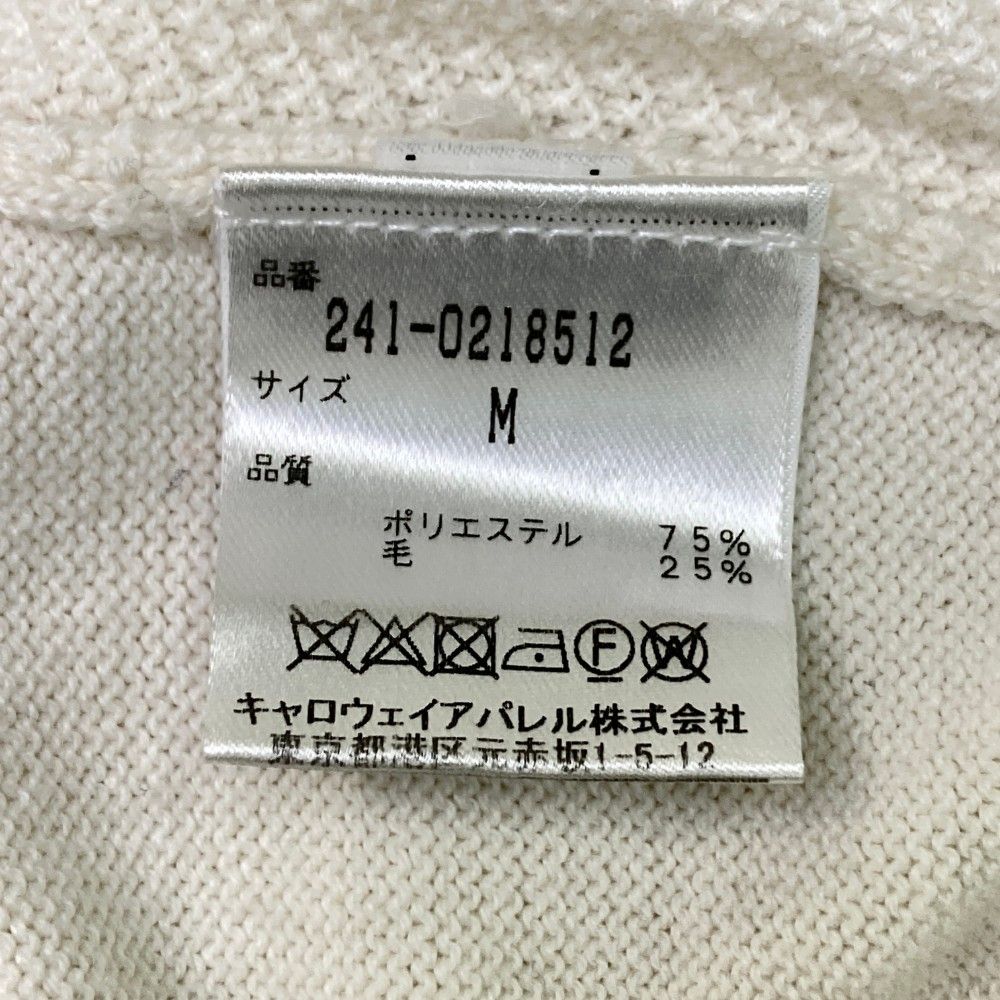 品番
241-0218512
サイズ
M
品質
ポリエステル 75%
毛 25%
F W
キャロウェイアパレル株式会社
東京都港区元赤坂1-5-12